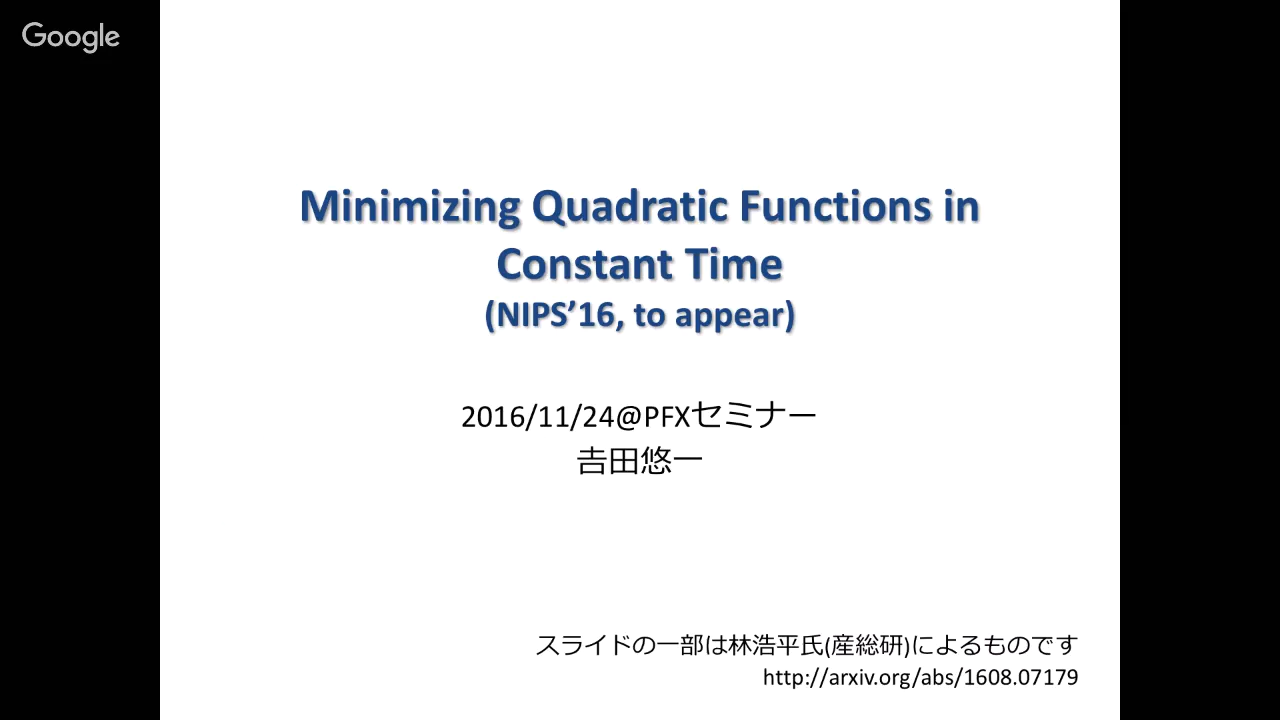 Google
Minimizing Quadratic Functions in
Constant Time
(NIPS’16, to appear)
2016/11/24@PFXセミナー
𠮷田悠一
スライドの一部は林浩平氏(産総研)によるものです
http://arxiv.org/abs/1608.07179